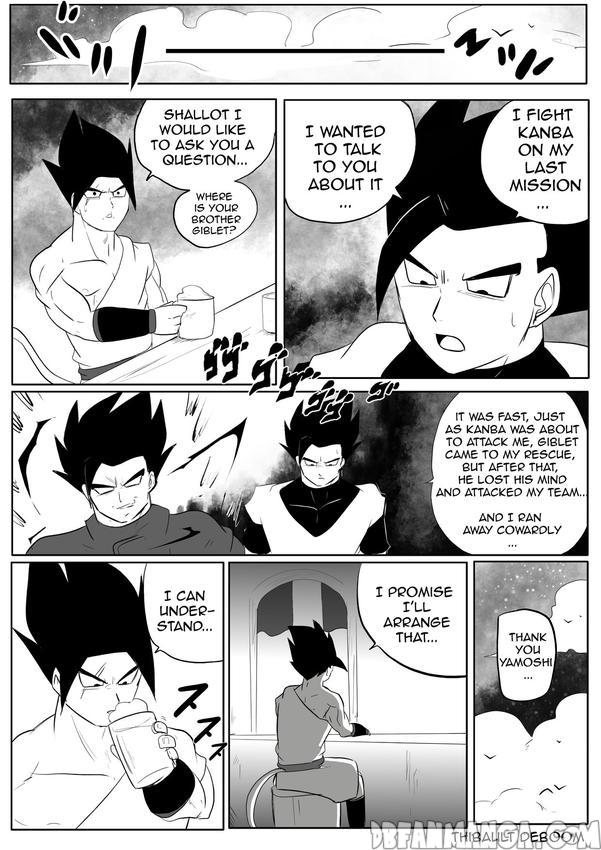 SHALLOT I
WOULD LIKE
TO ASK YOU A
QUESTION...
WHERE
IS YOUR
BROTHER
GIBLET?
I WANTED
TO TALK
TO YOU
ABOUT IT
...
I FIGHT
KANBA
ON MY
LAST
MISSION
...
IT WAS FAST, JUST
AS KANBA WAS ABOUT
TO ATTACK ME, GIBLET
CAME TO MY RESCUE,
BUT AFTER THAT,
HE LOST HIS MIND
AND ATTACKED MY TEAM...
AND I RAN
AWAY COWARDLY
...
I CAN
UNDER-
STAND...
I PROMISE
I'LL
ARRANGE
THAT...
THANK
YOU
YAMOSHI
...
DBFANMANGA.COM
THIBAULT DEBOOM